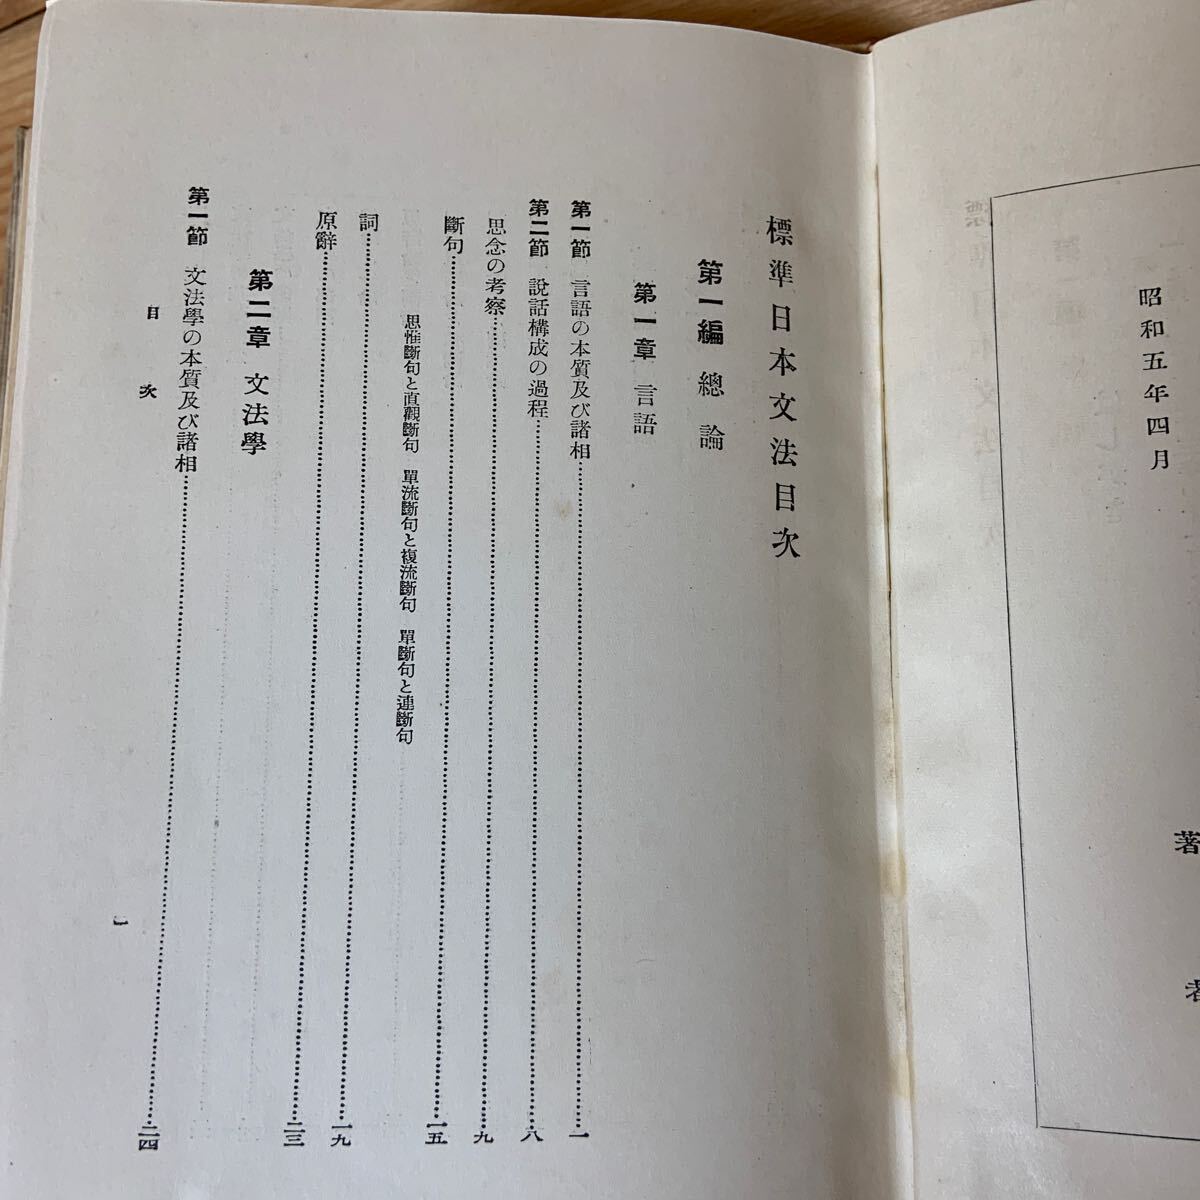 昭和五年四月
著
者
標準日本文法目次
第一編 總論
第一章 言語
第一節 言語の本質及び諸相……一
第二節 說話構成の過程……八
思念の考察……九
斷句……一五
思惟斷句と直觀斷句 單流斷句と複流斷句 單斷句と連斷句
詞……一九
原辭……二三
第二章 文法學
第一節 文法學の本質及び諸相……二四
目次
一